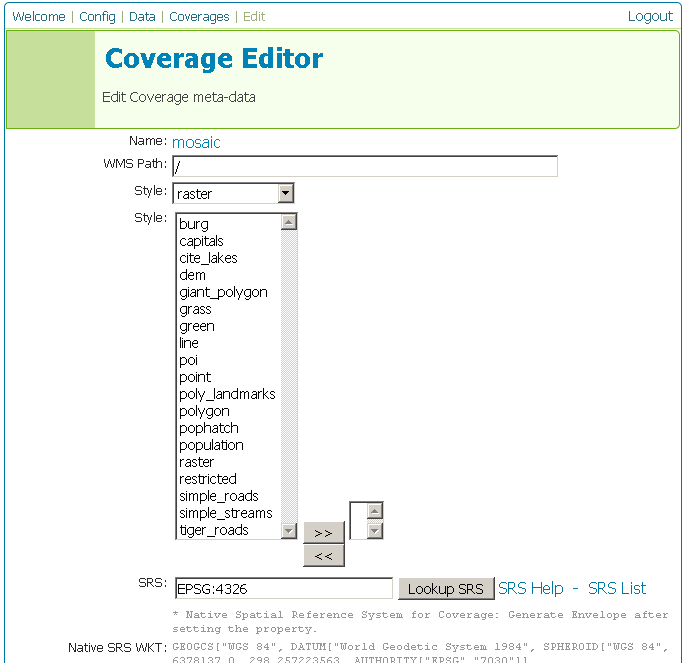 Welcome | Config | Data | Coverages | Edit Logout
Coverage Editor
Edit Coverage meta-data
Name: mosaic
WMS Path: /
Style: raster
Style:
burg
capitals
cite_lakes
dem
giant_polygon
grass
green
line
poi
point
poly_landmarks
polygon
pophatch
population
raster
restricted
simple_roads
simple_streams
tiger_roads
>>
<<
SRS: EPSG:4326 Lookup SRS SRS Help - SRS List
* Native Spatial Reference System for Coverage: Generate Envelope after
setting the property.
Native SRS WKT: GEOGCS["WGS 84", DATUM["World Geodetic System 1984", SPHEROID["WGS 84",
6378137.0, 298.257223563, AUTHORITY["EPSG","7030"]]